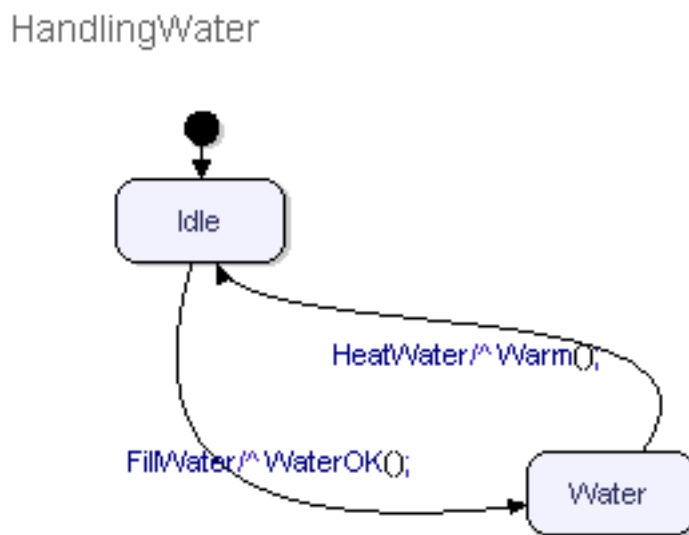 HandlingWater
Idle
HeatWater/^Warm();
FillWater/^WaterOK();
Water